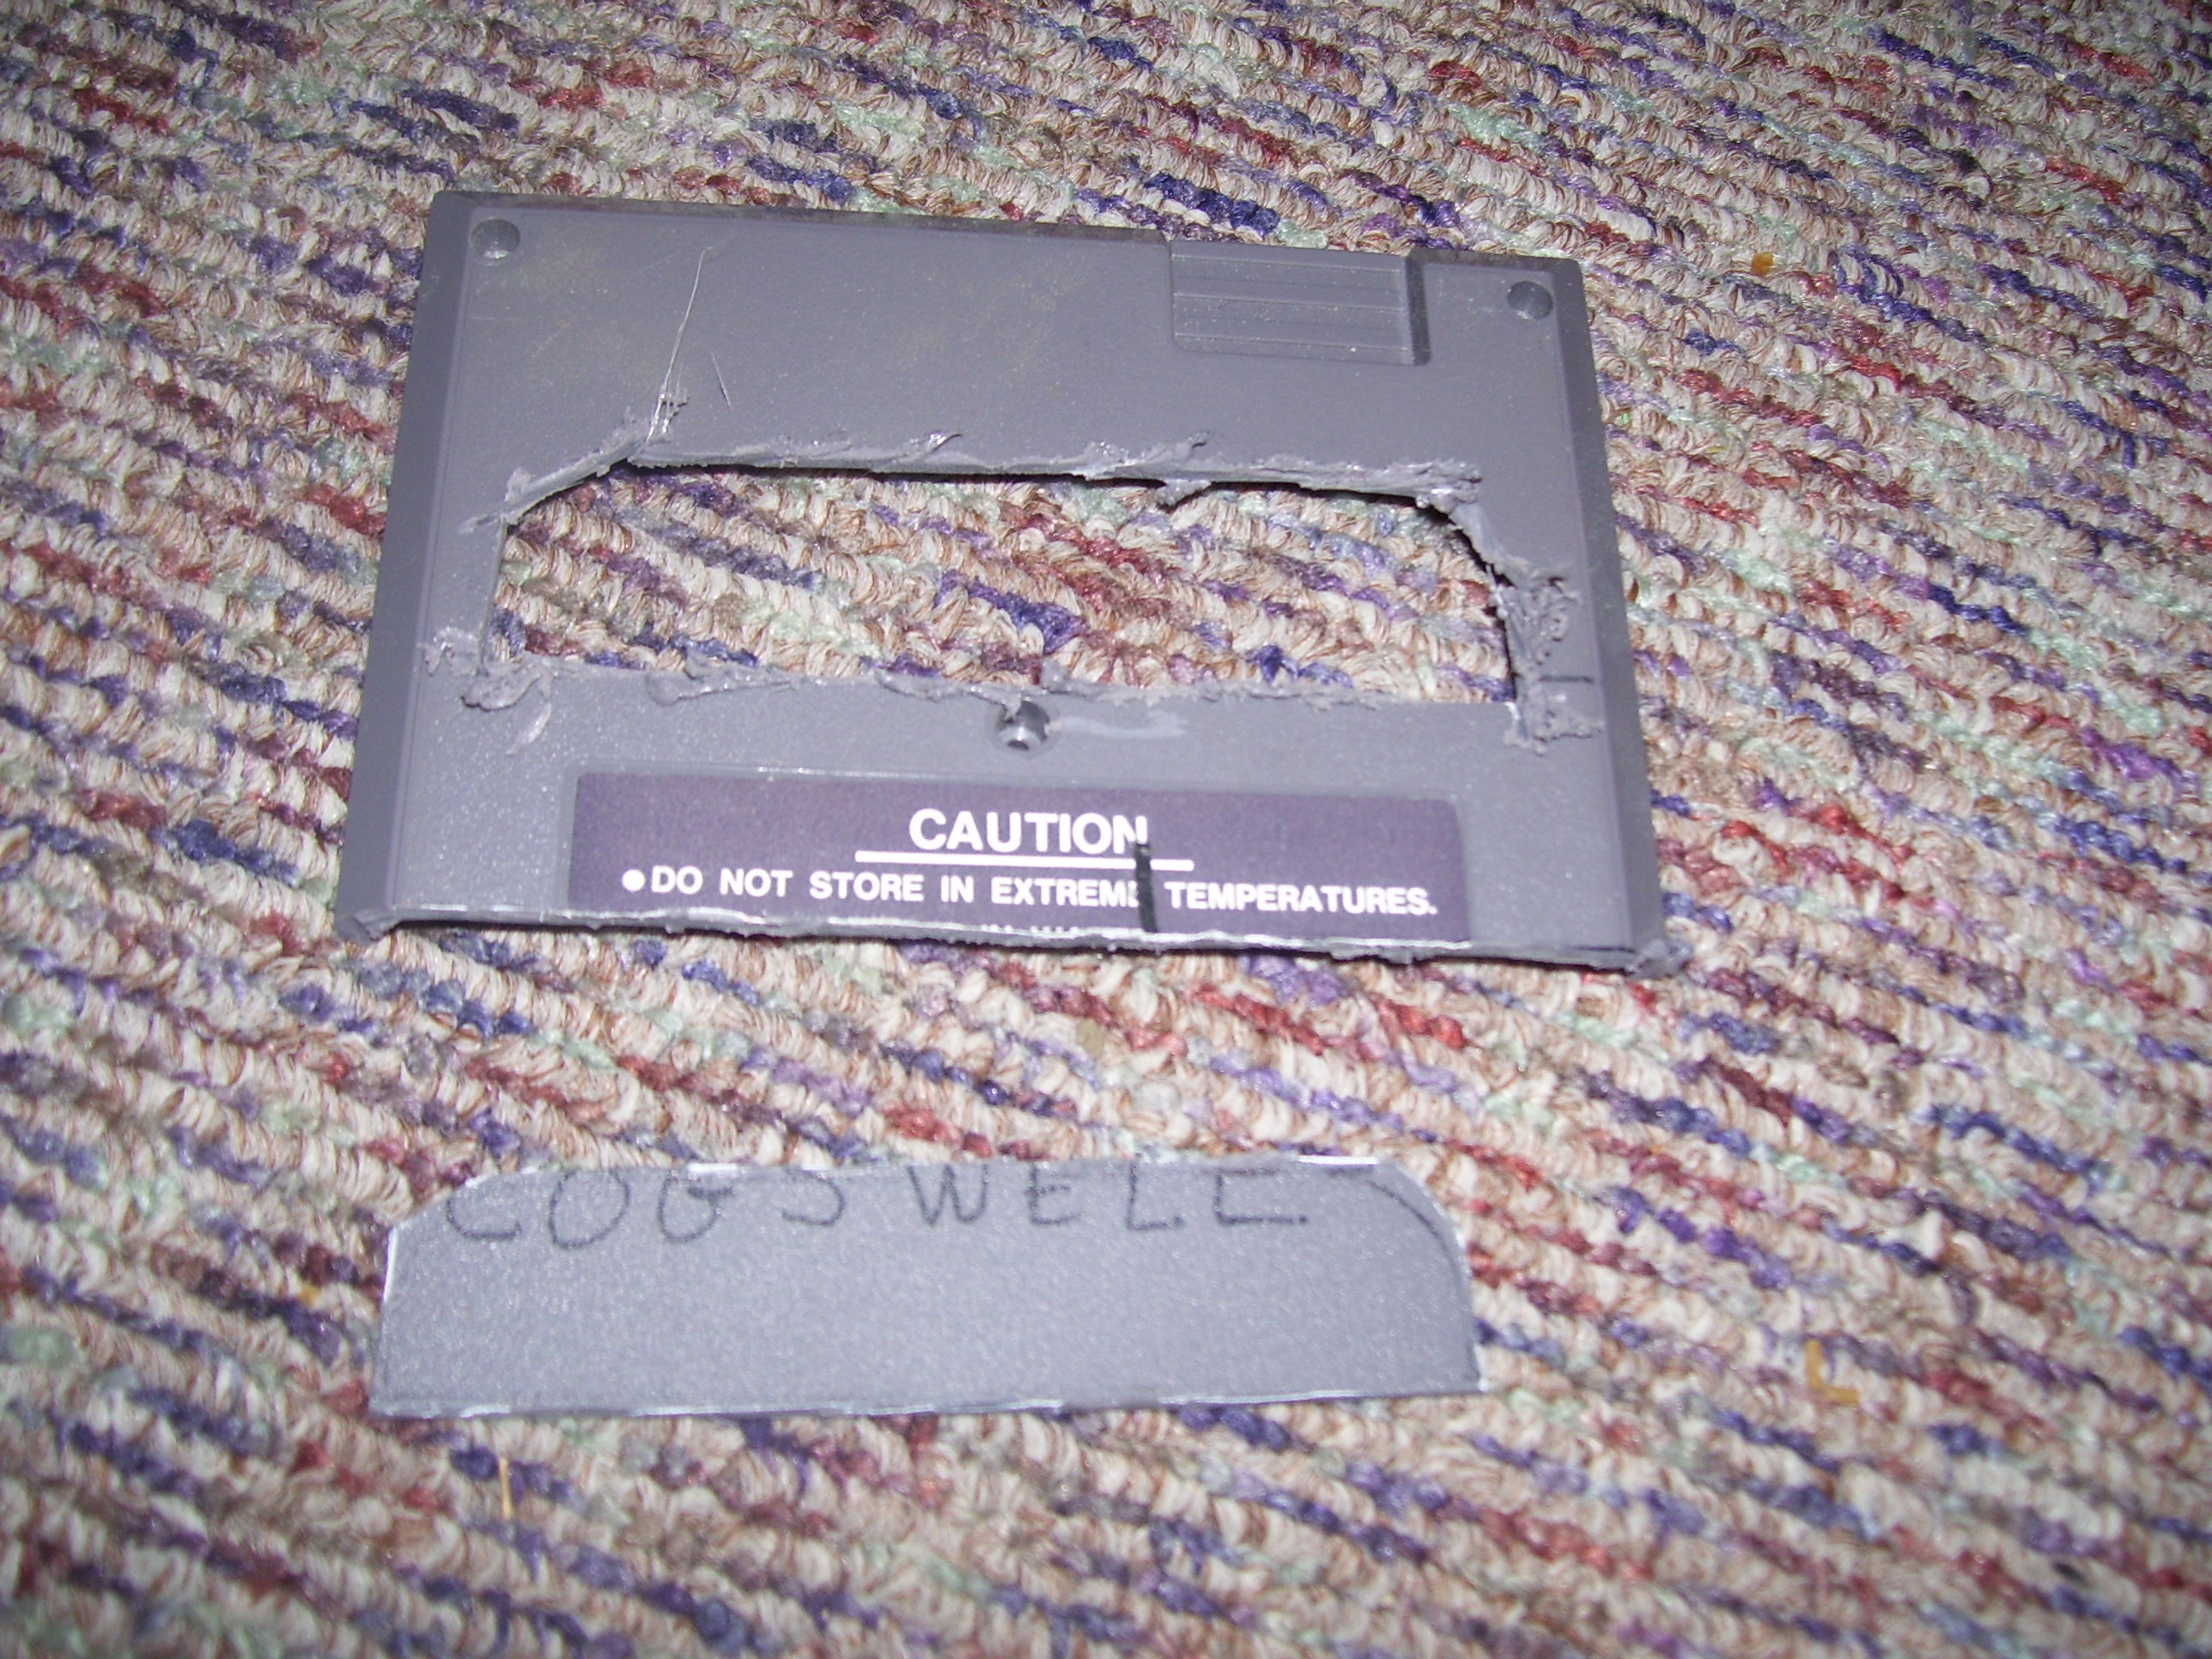 CAUTION
●DO NOT STORE IN EXTREME TEMPERATURES.
COGSWELL